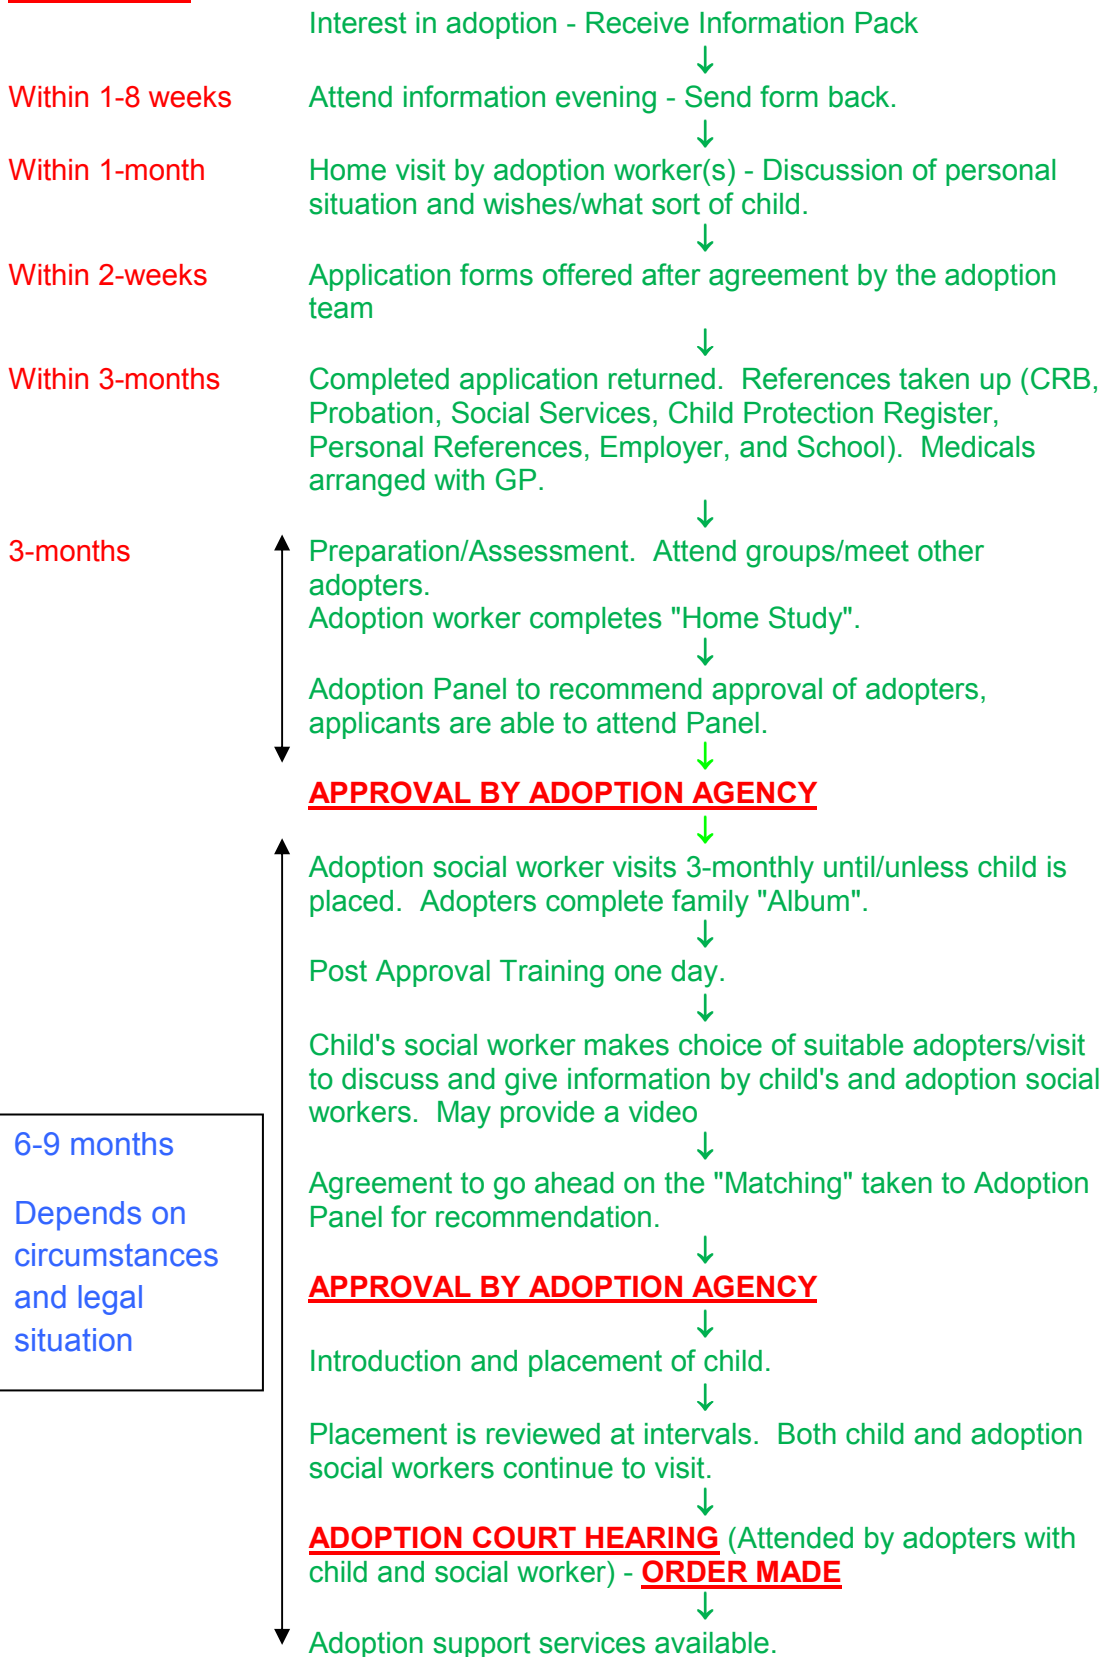 Interest in adoption - Receive Information Pack
↓
Within 1-8 weeks Attend information evening - Send form back.
↓
Within 1-month Home visit by adoption worker(s) - Discussion of personal
situation and wishes/what sort of child.
↓
Within 2-weeks Application forms offered after agreement by the adoption
team
↓
Within 3-months Completed application returned. References taken up (CRB,
Probation, Social Services, Child Protection Register,
Personal References, Employer, and School). Medicals
arranged with GP.
↓
3-months Preparation/Assessment. Attend groups/meet other
adopters.
Adoption worker completes "Home Study".
↓
Adoption Panel to recommend approval of adopters,
applicants are able to attend Panel.
↓
APPROVAL BY ADOPTION AGENCY
↓
Adoption social worker visits 3-monthly until/unless child is
placed. Adopters complete family "Album".
↓
Post Approval Training one day.
↓
Child's social worker makes choice of suitable adopters/visit
to discuss and give information by child's and adoption social
workers. May provide a video
↓
6-9 months
Depends on
circumstances
and legal
situation
Agreement to go ahead on the "Matching" taken to Adoption
Panel for recommendation.
↓
APPROVAL BY ADOPTION AGENCY
↓
Introduction and placement of child.
↓
Placement is reviewed at intervals. Both child and adoption
social workers continue to visit.
↓
ADOPTION COURT HEARING (Attended by adopters with
child and social worker) - ORDER MADE
↓
Adoption support services available.